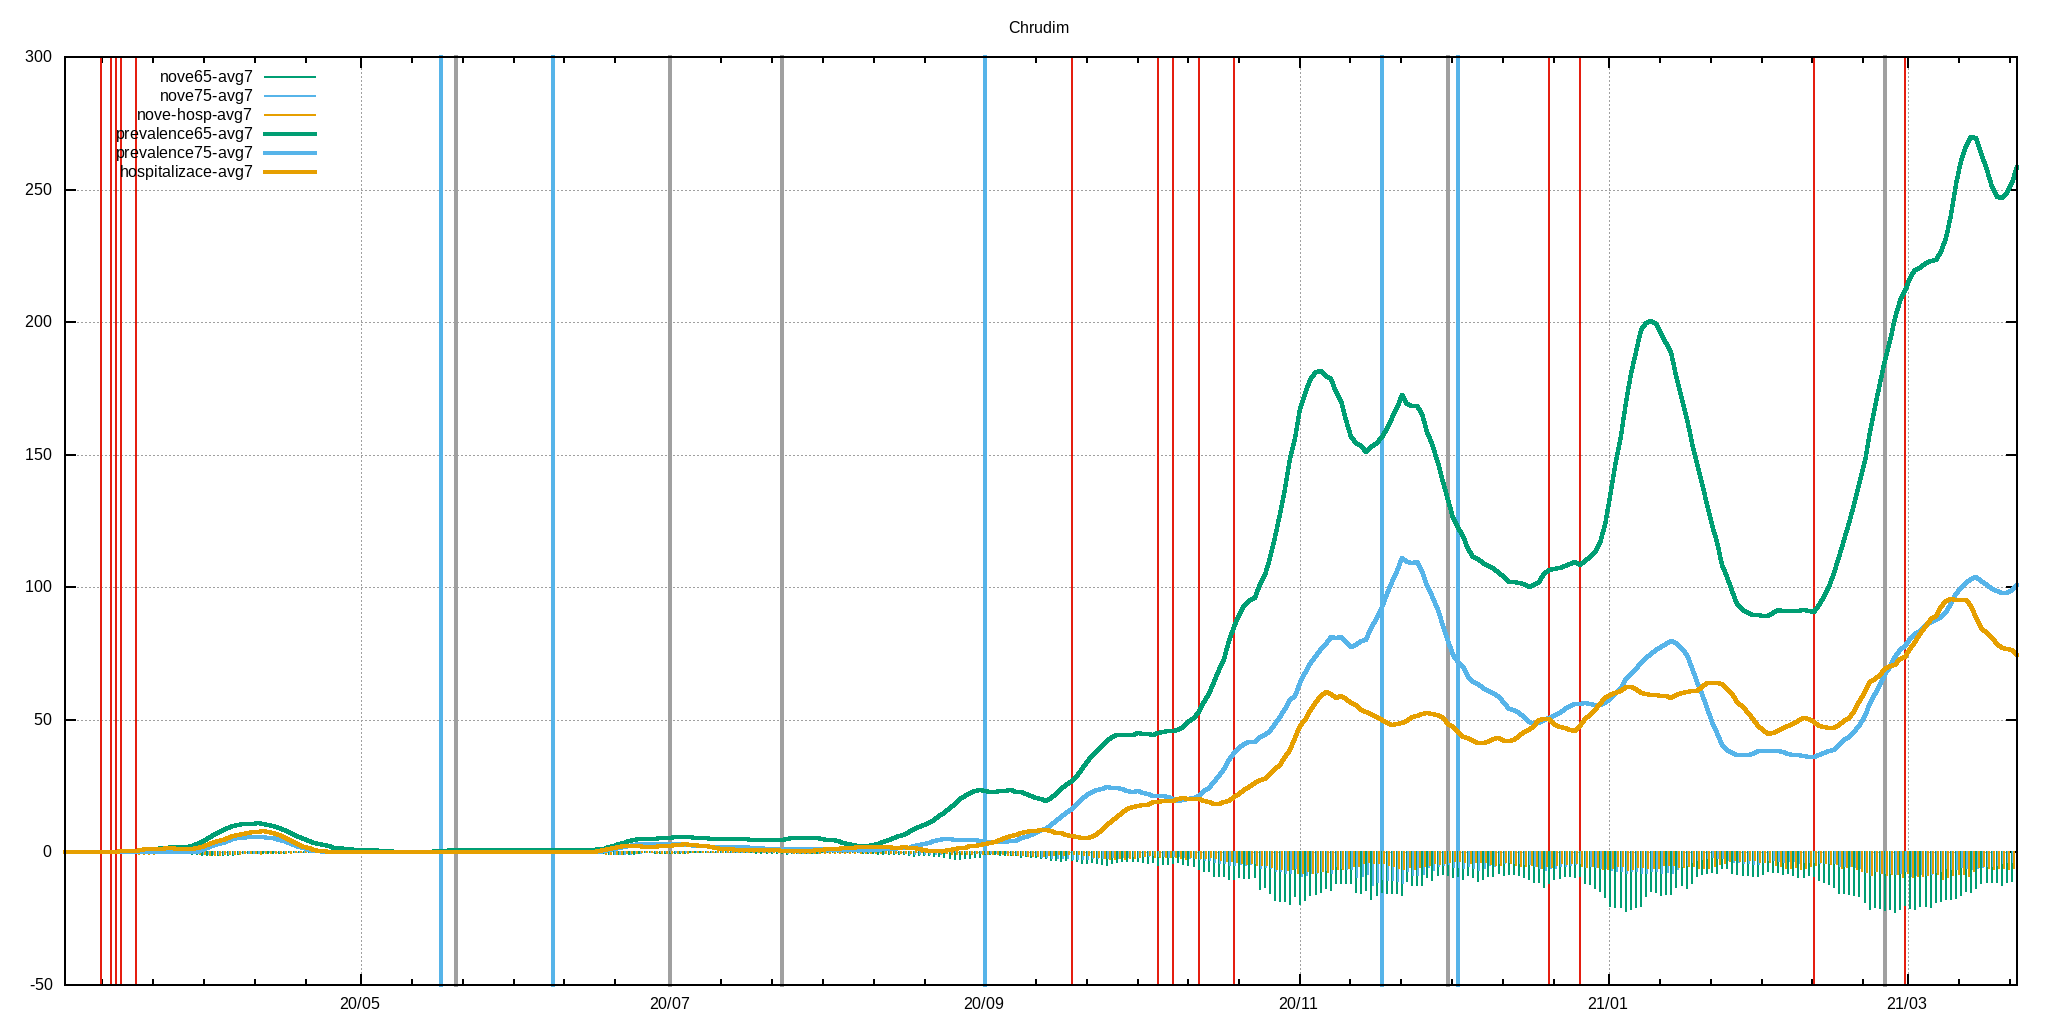 Chrudim
300
250
200
150
100
50
0
-50
nove65-avg7
nove75-avg7
nove-hosp-avg7
prevalence65-avg7
prevalence75-avg7
hospitalizace-avg7
20/05
20/07
20/09
20/11
21/01
21/03